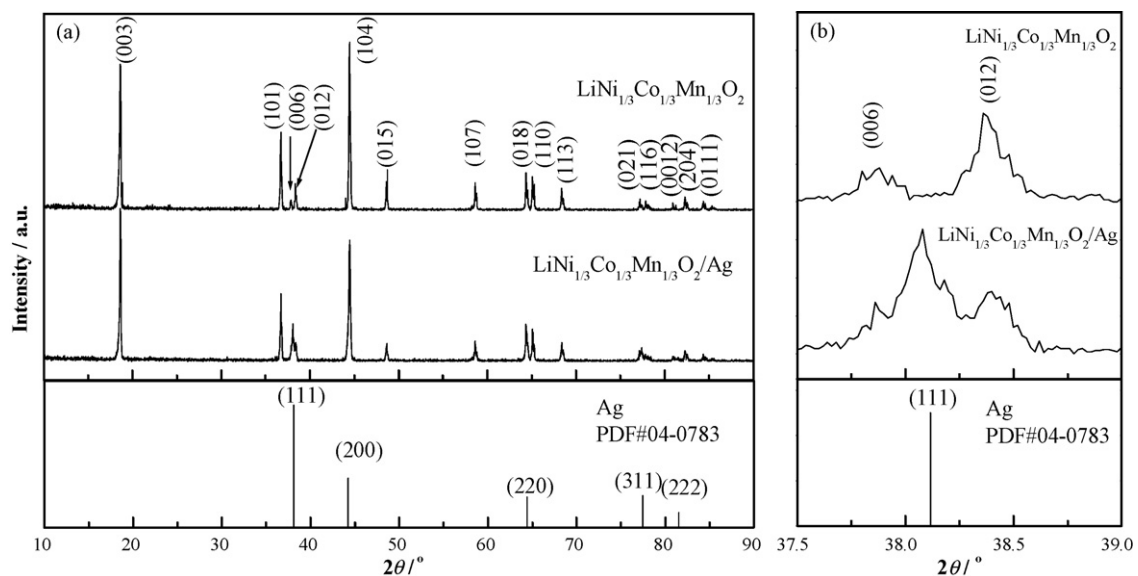 (a)
(003)
(101)
(006)
(012)
(104)
(015)
(107)
(018)
(110)
(113)
(021)
(116)
(0012)
(204)
(0111)
LiNi1/3Co1/3Mn1/3O2
LiNi1/3Co1/3Mn1/3O2/Ag
Intensity / a.u.
(111)
(200)
(220)
(311)
(222)
Ag
PDF#04-0783
10 20 30 40 50 60 70 80 90
2θ / °
(b)
LiNi1/3Co1/3Mn1/3O2
(006)
(012)
LiNi1/3Co1/3Mn1/3O2/Ag
(111)
Ag
PDF#04-0783
37.5 38.0 38.5 39.0
2θ / °